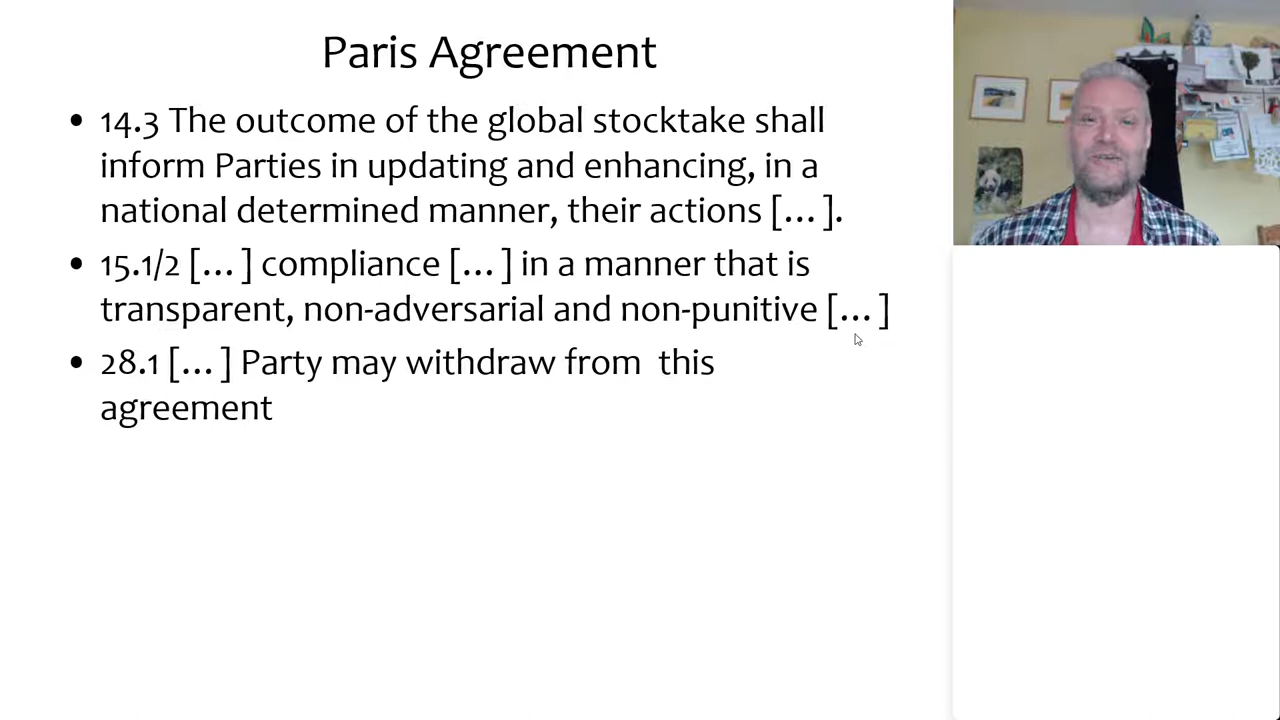 Paris Agreement
• 14.3 The outcome of the global stocktake shall
inform Parties in updating and enhancing, in a
national determined manner, their actions […].
• 15.1/2 […] compliance […] in a manner that is
transparent, non-adversarial and non-punitive […]
• 28.1 […] Party may withdraw from  this
agreement